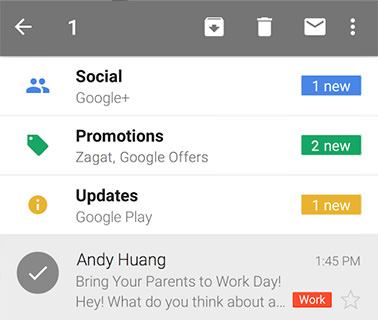 1
Social
1 new
Google+
Promotions
2 new
Zagat, Google Offers
Updates
1 new
Google Play
Andy Huang
1:45 PM
Bring Your Parents to Work Day!
Hey! What do you think about a...
Work